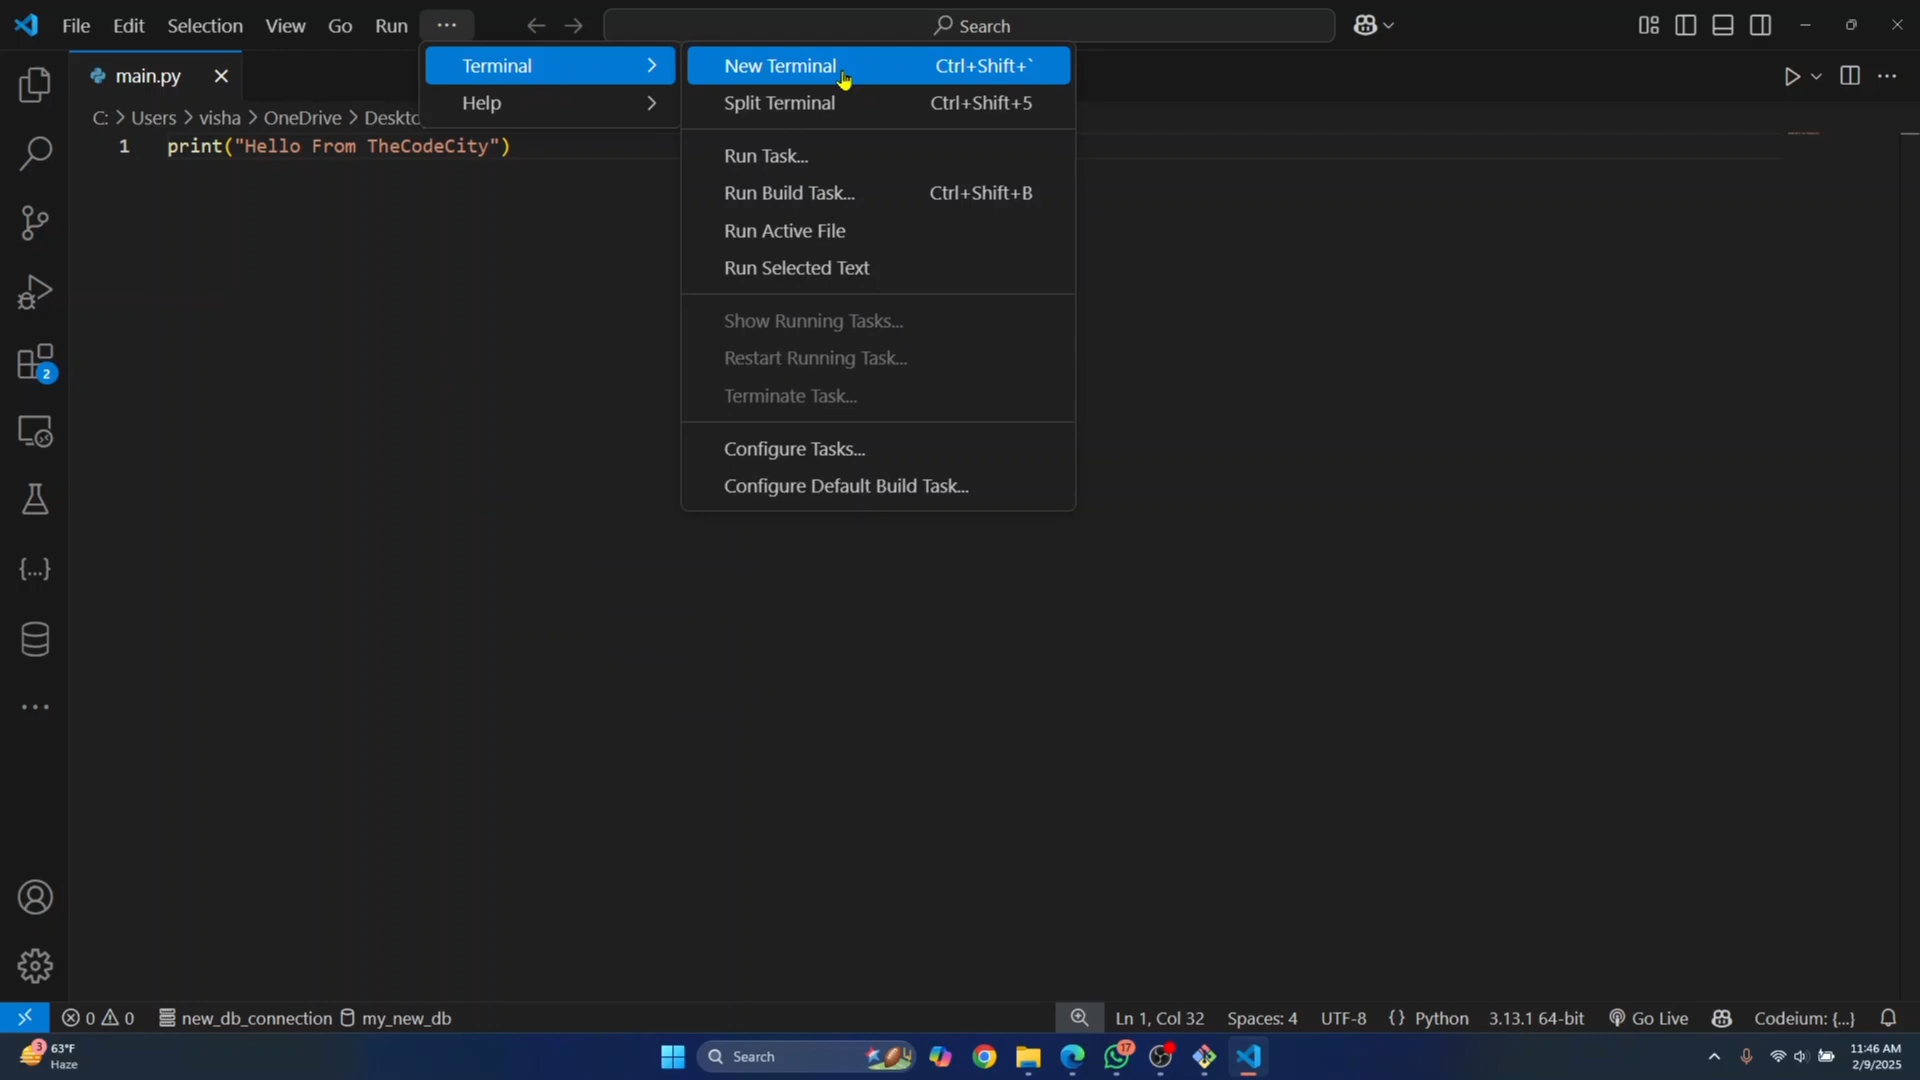 File Edit Selection View Go Run ··· Search
main.py
C: > Users > visha > OneDrive >
1 print("Hello From TheCodeCity")
Terminal
Help
New Terminal Ctrl+Shift+`
Split Terminal Ctrl+Shift+5
Run Task...
Run Build Task... Ctrl+Shift+B
Run Active File
Run Selected Text
Show Running Tasks...
Restart Running Task...
Terminate Task...
Configure Tasks...
Configure Default Build Task...
2
{...}
0 0 new_db_connection my_new_db Ln 1, Col 32 Spaces: 4 UTF-8 {} Python 3.13.1 64-bit Go Live Codeium: {...}
3 63°F Search 17 11:46 AM
Haze 2/9/2025